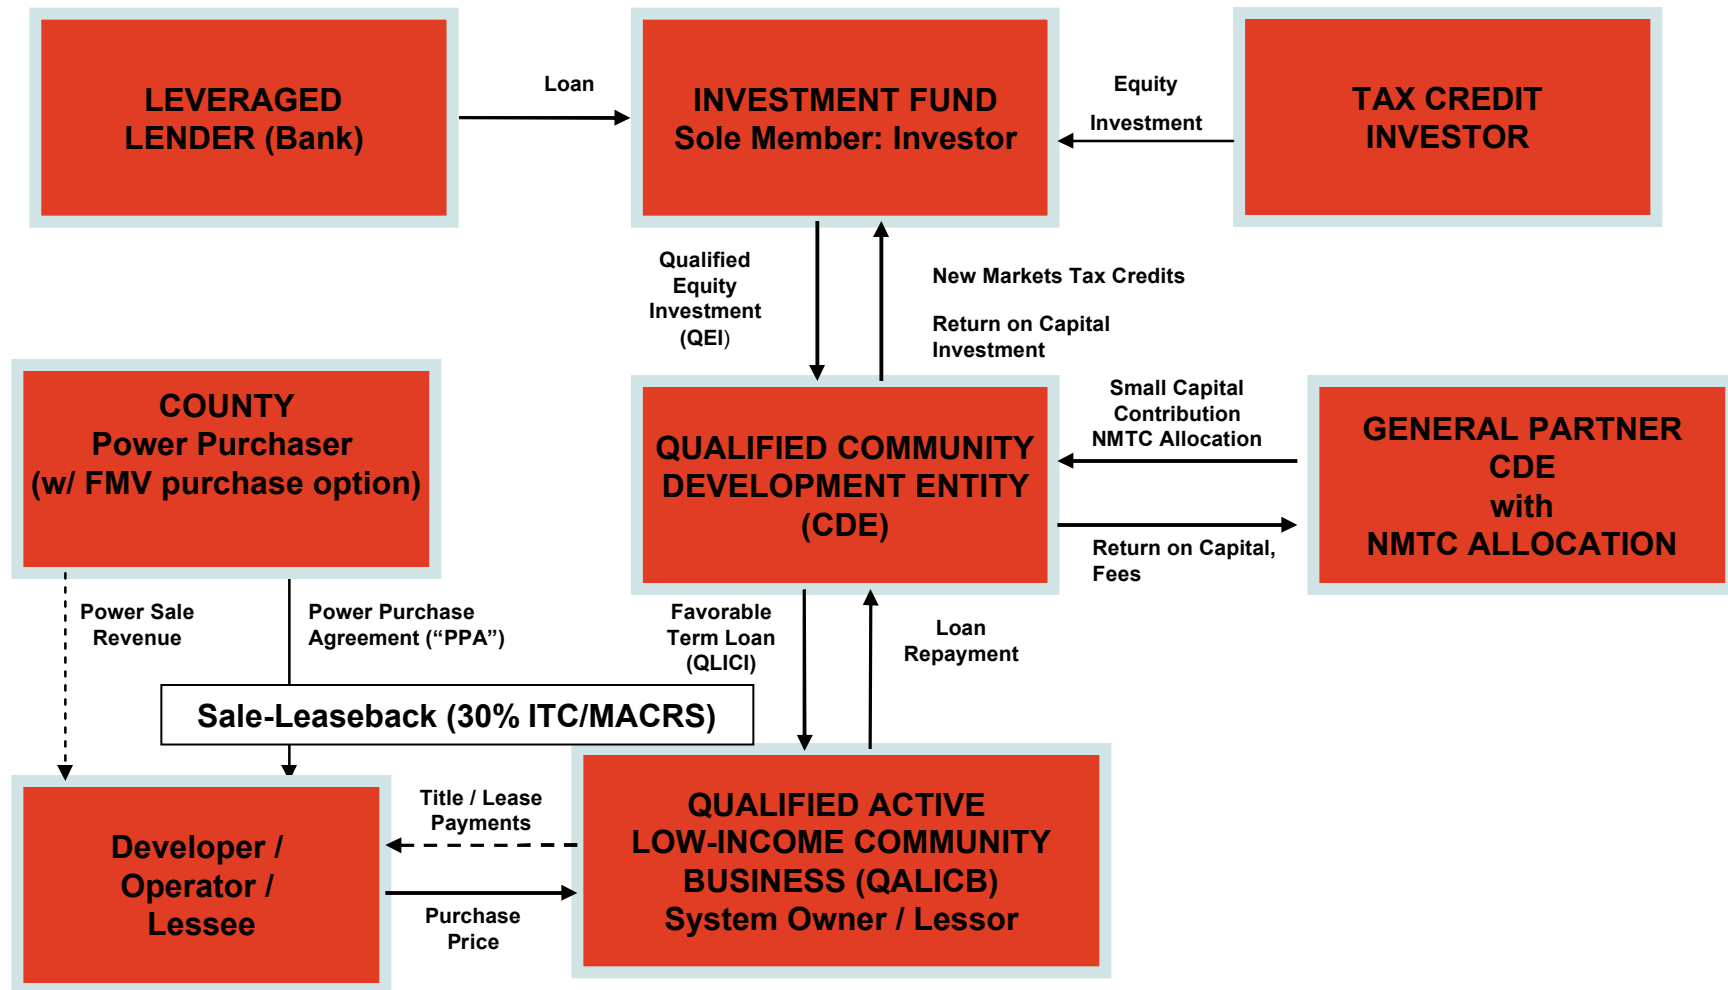 LEVERAGED
LENDER (Bank)
Loan
INVESTMENT FUND
Sole Member: Investor
Equity
Investment
TAX CREDIT
INVESTOR
Qualified
Equity
Investment
(QEI)
New Markets Tax Credits
Return on Capital
Investment
COUNTY
Power Purchaser
(w/ FMV purchase option)
QUALIFIED COMMUNITY
DEVELOPMENT ENTITY
(CDE)
Small Capital
Contribution
NMTC Allocation
Return on Capital,
Fees
GENERAL PARTNER
CDE
with
NMTC ALLOCATION
Power Sale
Revenue
Power Purchase
Agreement (“PPA”)
Favorable
Term Loan
(QLICI)
Loan
Repayment
Sale-Leaseback (30% ITC/MACRS)
Developer /
Operator /
Lessee
Title / Lease
Payments
Purchase
Price
QUALIFIED ACTIVE
LOW-INCOME COMMUNITY
BUSINESS (QALICB)
System Owner / Lessor